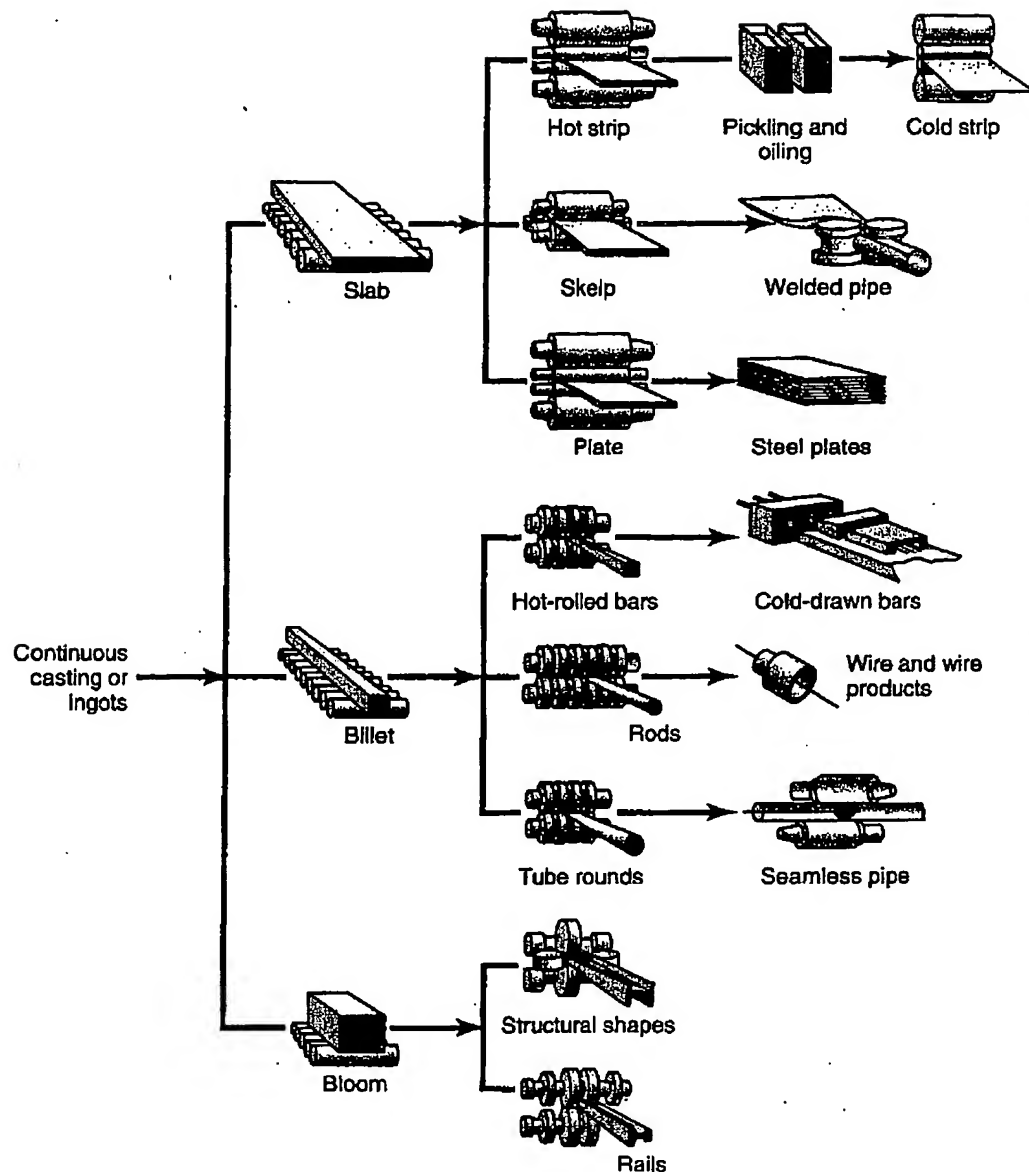 Hot strip
Pickling and
oiling
Cold strip
Slab
Skelp
Welded pipe
Plate
Steel plates
Hot-rolled bars
Cold-drawn bars
Continuous
casting or
Ingots
Billet
Rods
Wire and wire
products
Tube rounds
Seamless pipe
Structural shapes
Bloom
Rails